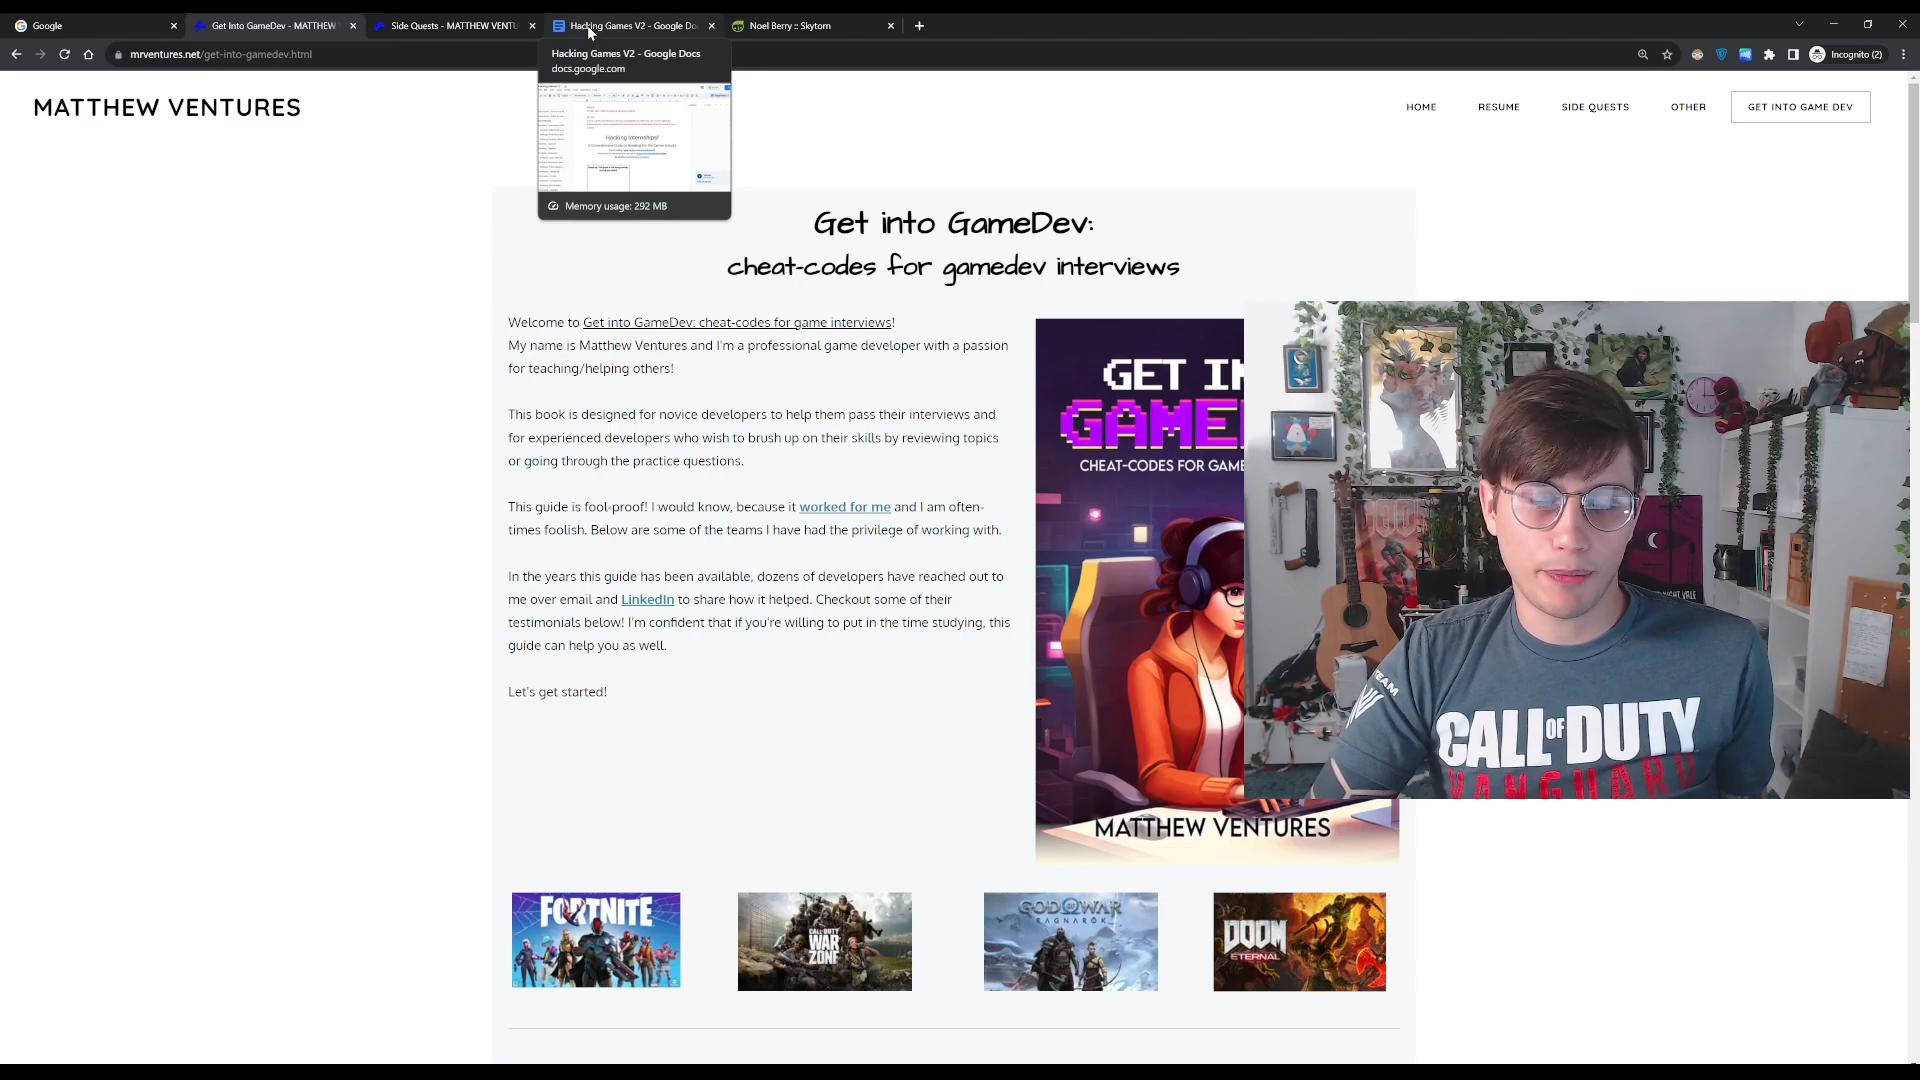 Google
Get Into GameDev - MATTHEW
Side Quests - MATTHEW VENTU
Hacking Games V2 - Google Do
Noel Berry :: Skytorn
mrventures.net/get-into-gamedev.html
Incognito (2)
Hacking Games V2 - Google Docs
docs.google.com
Hacking Internships!
Memory usage: 292 MB
MATTHEW VENTURES
HOME
RESUME
SIDE QUESTS
OTHER
GET INTO GAME DEV
Get into GameDev:
cheat-codes for gamedev interviews
Welcome to Get into GameDev: cheat-codes for game interviews!
My name is Matthew Ventures and I'm a professional game developer with a passion
for teaching/helping others!
This book is designed for novice developers to help them pass their interviews and
for experienced developers who wish to brush up on their skills by reviewing topics
or going through the practice questions.
This guide is fool-proof! I would know, because it worked for me and I am often-
times foolish. Below are some of the teams I have had the privilege of working with.
In the years this guide has been available, dozens of developers have reached out to
me over email and LinkedIn to share how it helped. Checkout some of their
testimonials below! I'm confident that if you're willing to put in the time studying, this
guide can help you as well.
Let's get started!
GET IN
GAME
CHEAT-CODES FOR GAME
MATTHEW VENTURES
TEAM
CALL OF DUTY
VANGUARD
FORTNITE
CALL OF DUTY
WAR
ZONE
GOD OF WAR
RAGNARÖK
DOOM
ETERNAL